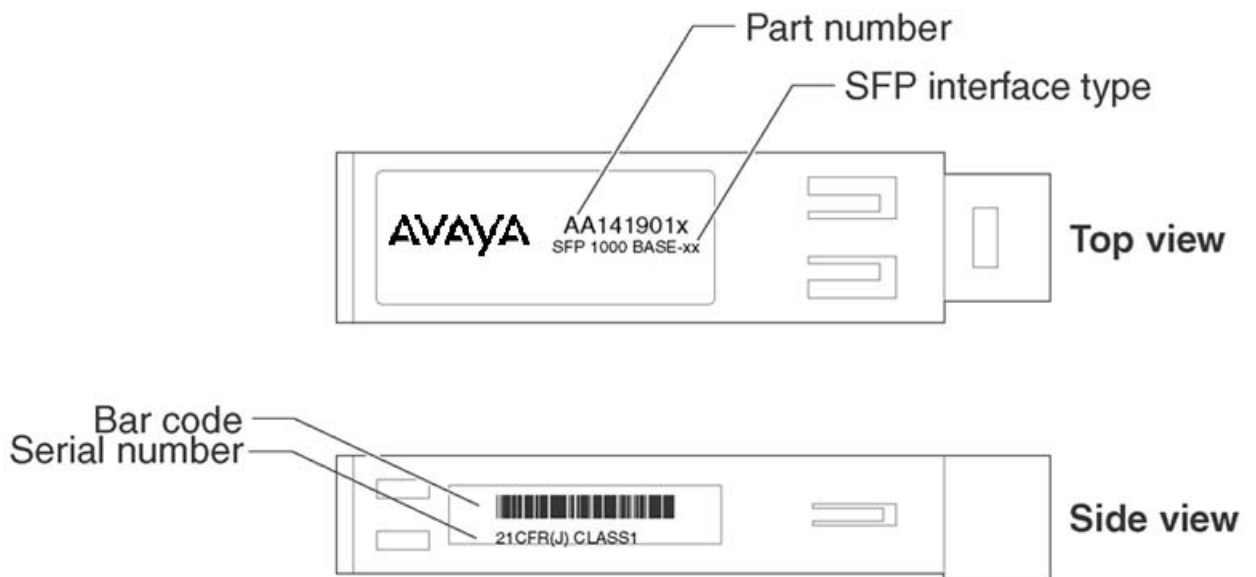 Part number
SFP interface type
AVAYA
AA141901x
SFP 1000 BASE-xx
Top view
Bar code
Serial number
21CFR(J) CLASS1
Side view